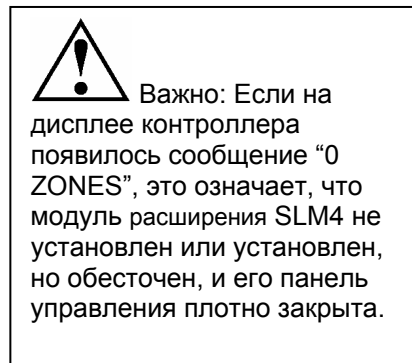 Важно: Если на
дисплее контроллера
появилось сообщение “0
ZONES”, это означает, что
модуль расширения SLM4 не
установлен или установлен,
но обесточен, и его панель
управления плотно закрыта.